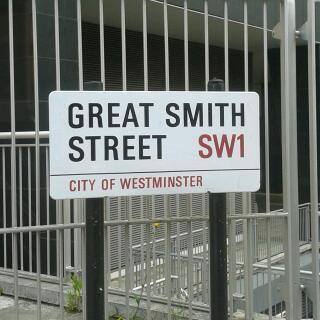 GREAT SMITH
STREET SW1
CITY OF WESTMINSTER